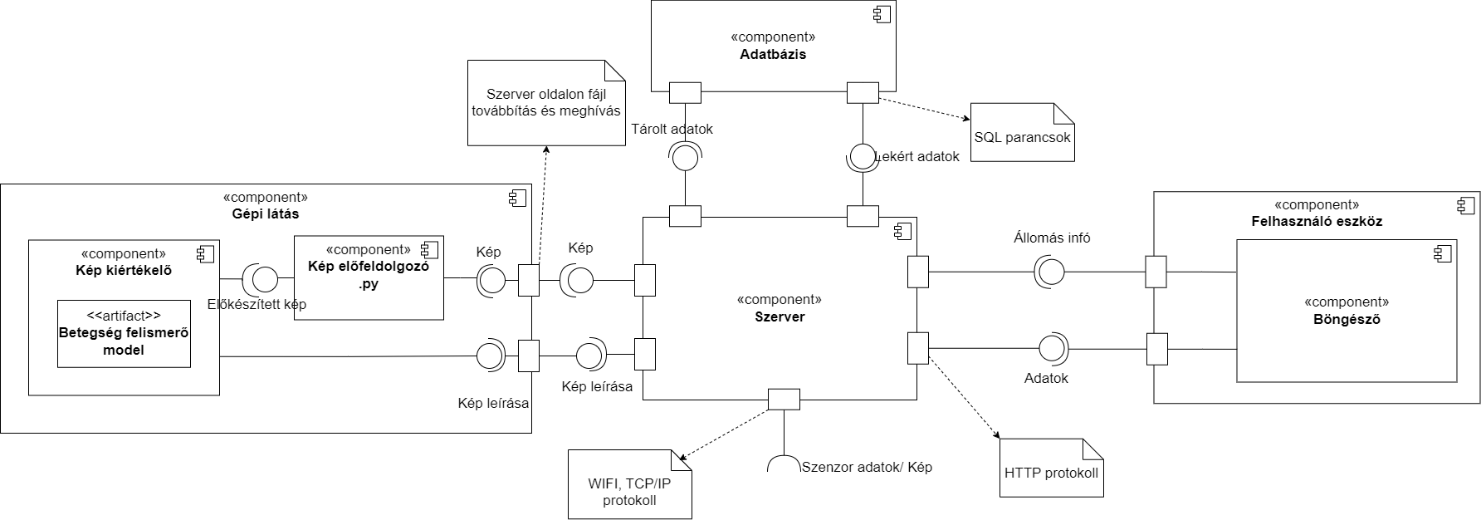 «component»
Adatbázis
Szerver oldalon fájl
továbbítás és meghívás
Tárolt adatok
Lekért adatok
SQL parancsok
«component»
Gépi látás
«component»
Kép kiértékelő
<<artifact>>
Betegség felismerő
model
Előkészített kép
«component»
Kép előfeldolgozó
.py
Kép
Kép
Kép leírása
Kép leírása
«component»
Szerver
Állomás infó
Adatok
«component»
Felhasználó eszköz
«component»
Böngésző
WIFI, TCP/IP
protokoll
Szenzor adatok/ Kép
HTTP protokoll